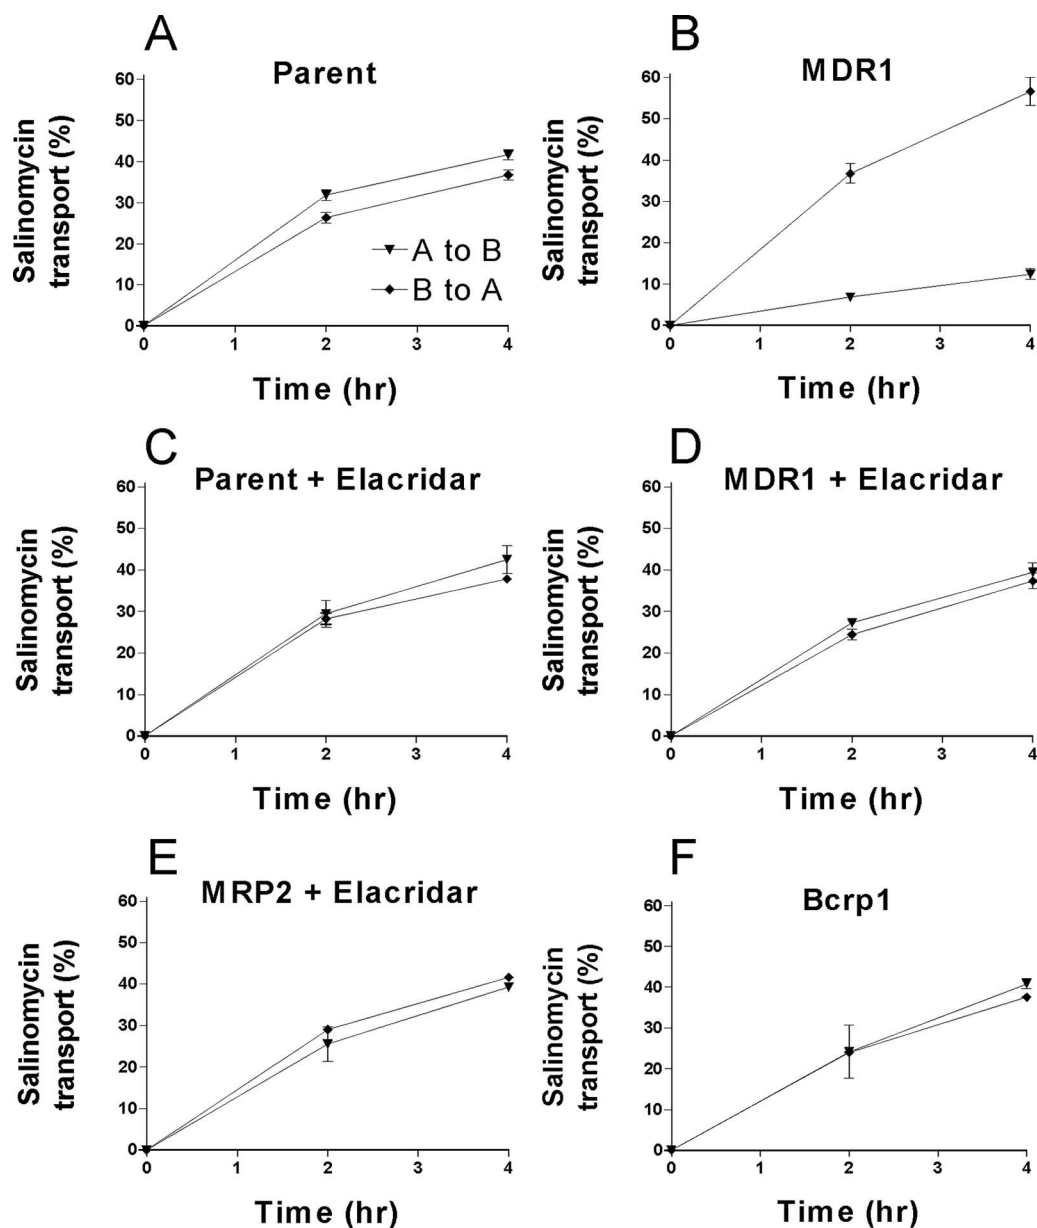 A
Parent
Salinomycin
transport (%)
60
50
40
30
20
10
0
A to B
B to A
0 1 2 3 4
Time (hr)
B
MDR1
Salinomycin
transport (%)
60
50
40
30
20
10
0
0 1 2 3 4
Time (hr)
C
Parent + Elacridar
Salinomycin
transport (%)
60
50
40
30
20
10
0
0 1 2 3 4
Time (hr)
D
MDR1 + Elacridar
Salinomycin
transport (%)
60
50
40
30
20
10
0
0 1 2 3 4
Time (hr)
E
MRP2 + Elacridar
Salinomycin
transport (%)
60
50
40
30
20
10
0
0 1 2 3 4
Time (hr)
F
Bcrp1
Salinomycin
transport (%)
60
50
40
30
20
10
0
0 1 2 3 4
Time (hr)